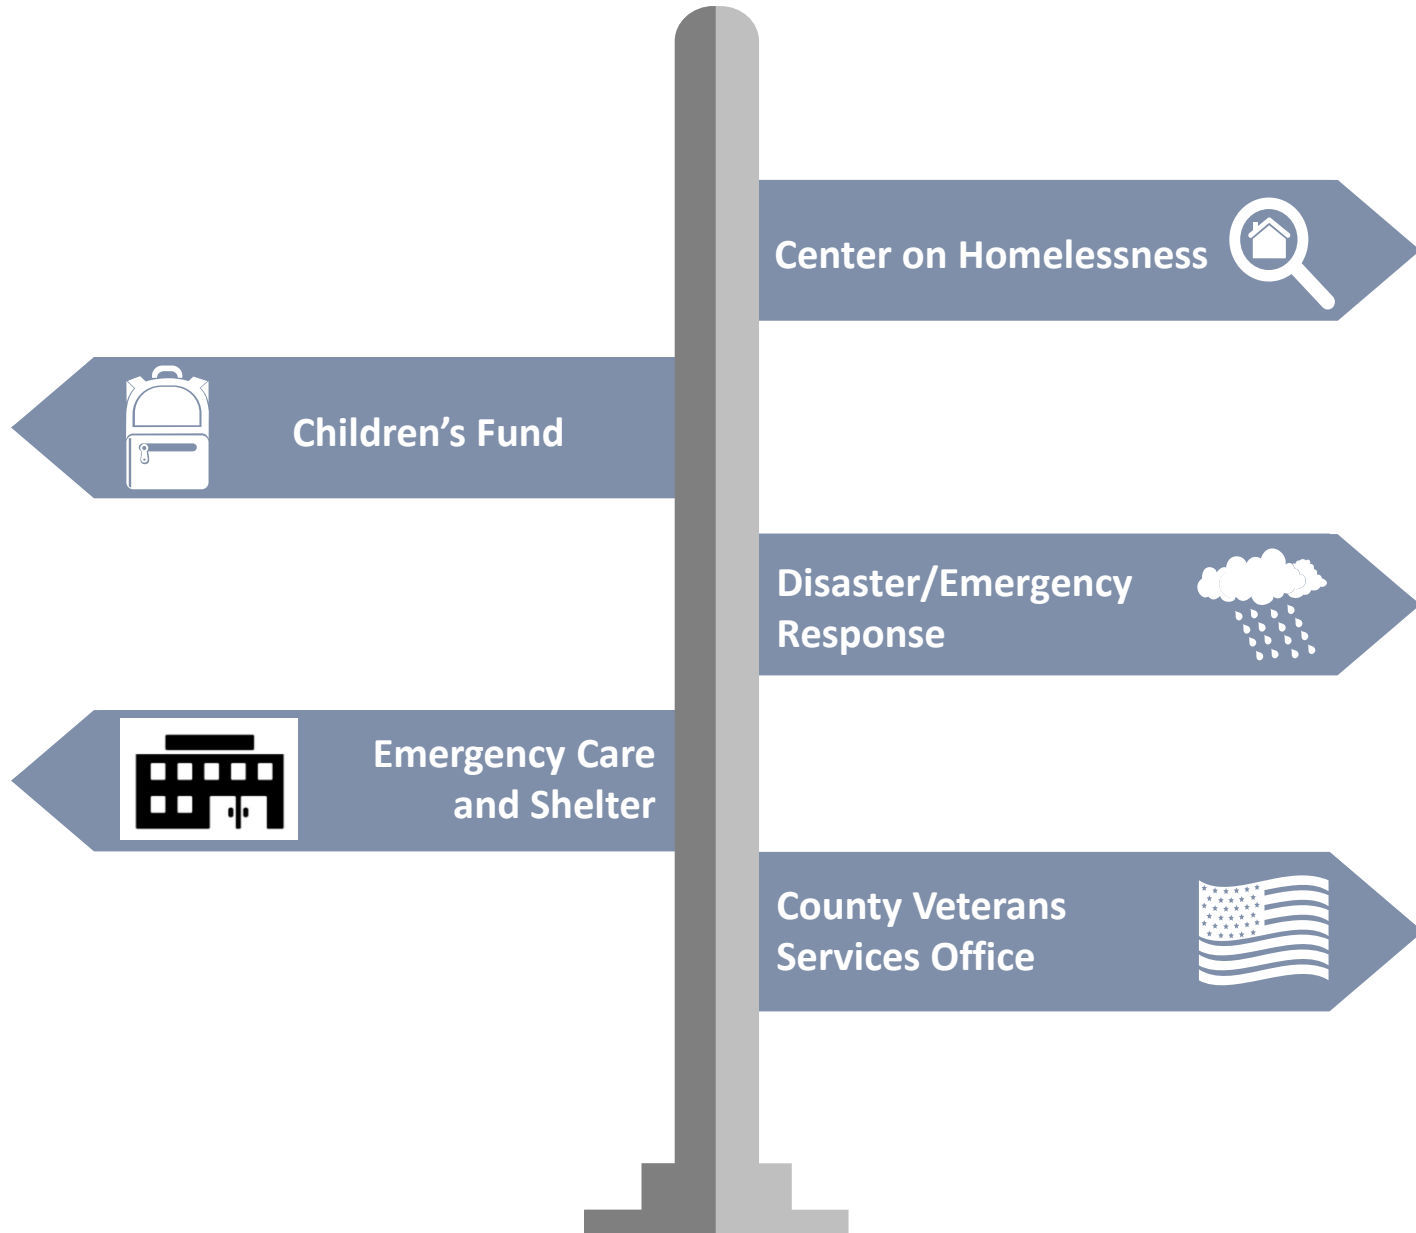 Center on Homelessness
Children’s Fund
Disaster/Emergency
Response
Emergency Care
and Shelter
County Veterans
Services Office